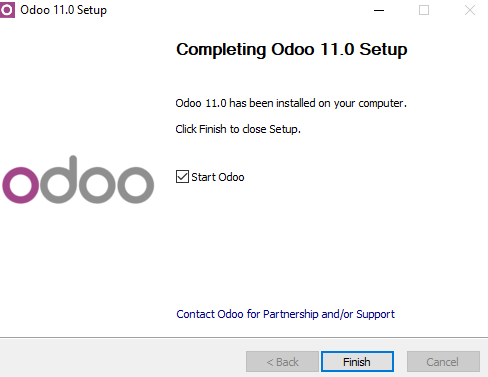 Odoo 11.0 Setup
Completing Odoo 11.0 Setup
Odoo 11.0 has been installed on your computer.
Click Finish to close Setup.
Start Odoo
odoo
Contact Odoo for Partnership and/or Support
< Back
Finish
Cancel